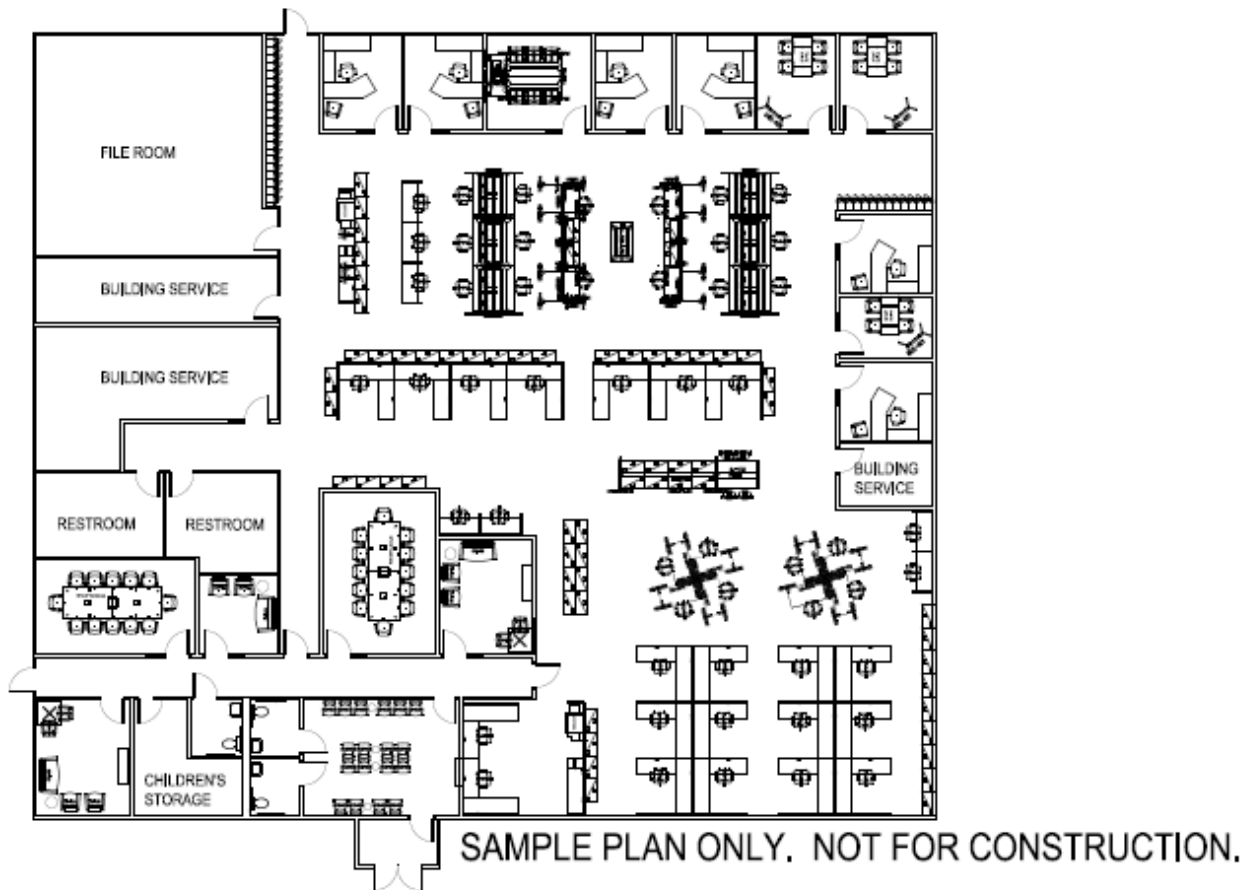 FILE ROOM
BUILDING SERVICE
BUILDING SERVICE
BUILDING
SERVICE
RESTROOM
RESTROOM
CHILDREN'S
STORAGE
SAMPLE PLAN ONLY. NOT FOR CONSTRUCTION.